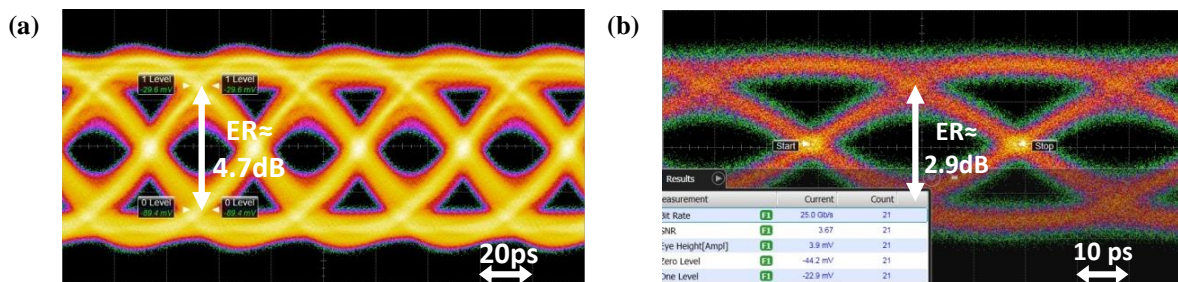 (a)
1 Level
-29.6 mV
1 Level
-29.6 mV
ER≈
4.7dB
0 Level
-89.4 mV
0 Level
-89.4 mV
20ps
(b)
Start
Stop
ER≈
2.9dB
Results
easurement Current Count
Bit Rate F1 25.0 Gb/s 21
SNR F1 3.67 21
Eye Height[Ampl] F1 3.9 mV 21
Zero Level F1 -44.2 mV 21
One Level F1 -22.9 mV 21
10 ps